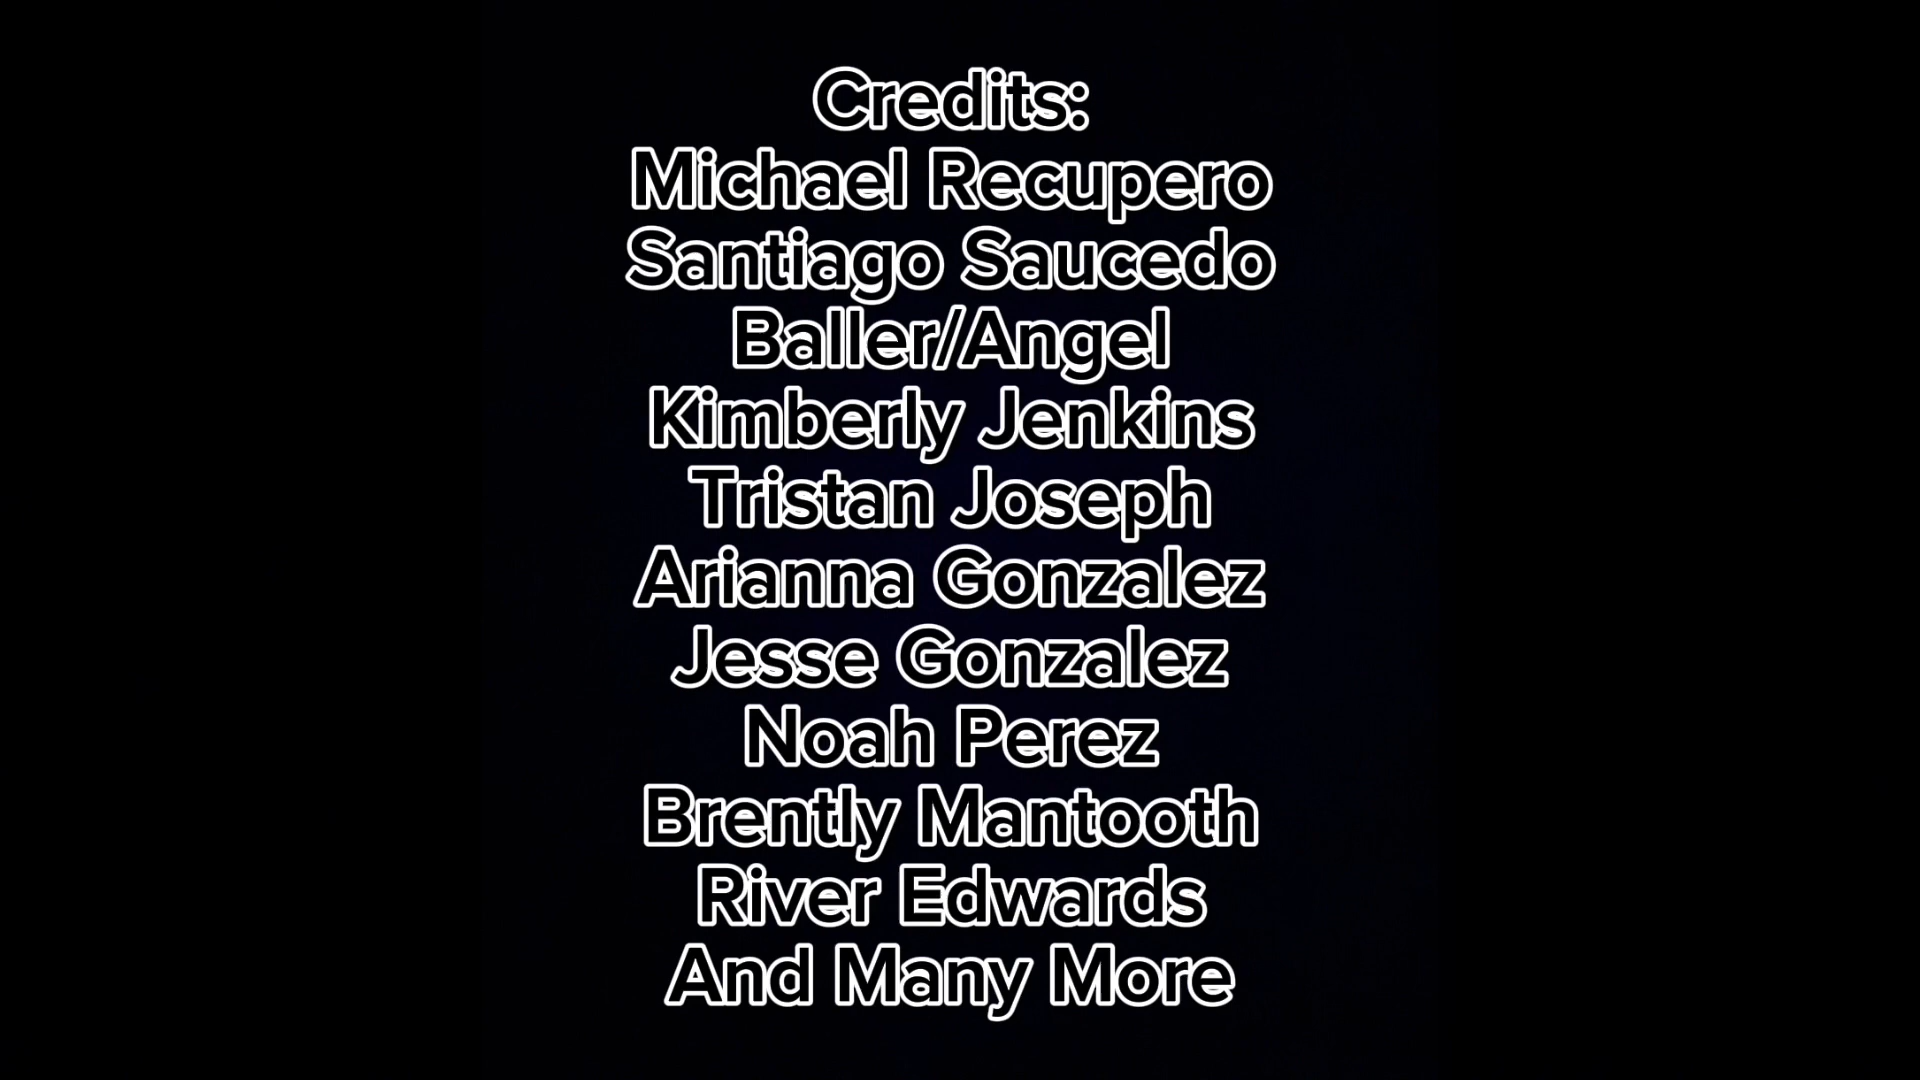 Credits:
Michael Recupero
Santiago Saucedo
Baller/Angel
Kimberly Jenkins
Tristan Joseph
Arianna Gonzalez
Jesse Gonzalez
Noah Perez
Brently Mantooth
River Edwards
And Many More